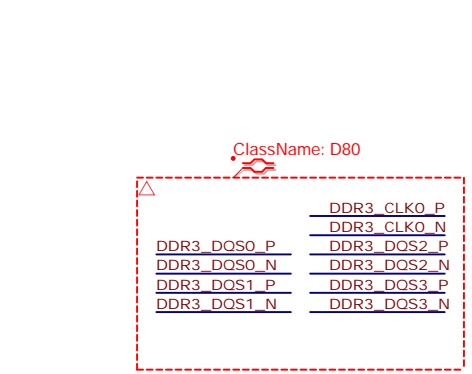 ClassName: D80
DDR3_CLK0_P
DDR3_CLK0_N
DDR3_DQS0_P DDR3_DQS2_P
DDR3_DQS0_N DDR3_DQS2_N
DDR3_DQS1_P DDR3_DQS3_P
DDR3_DQS1_N DDR3_DQS3_N